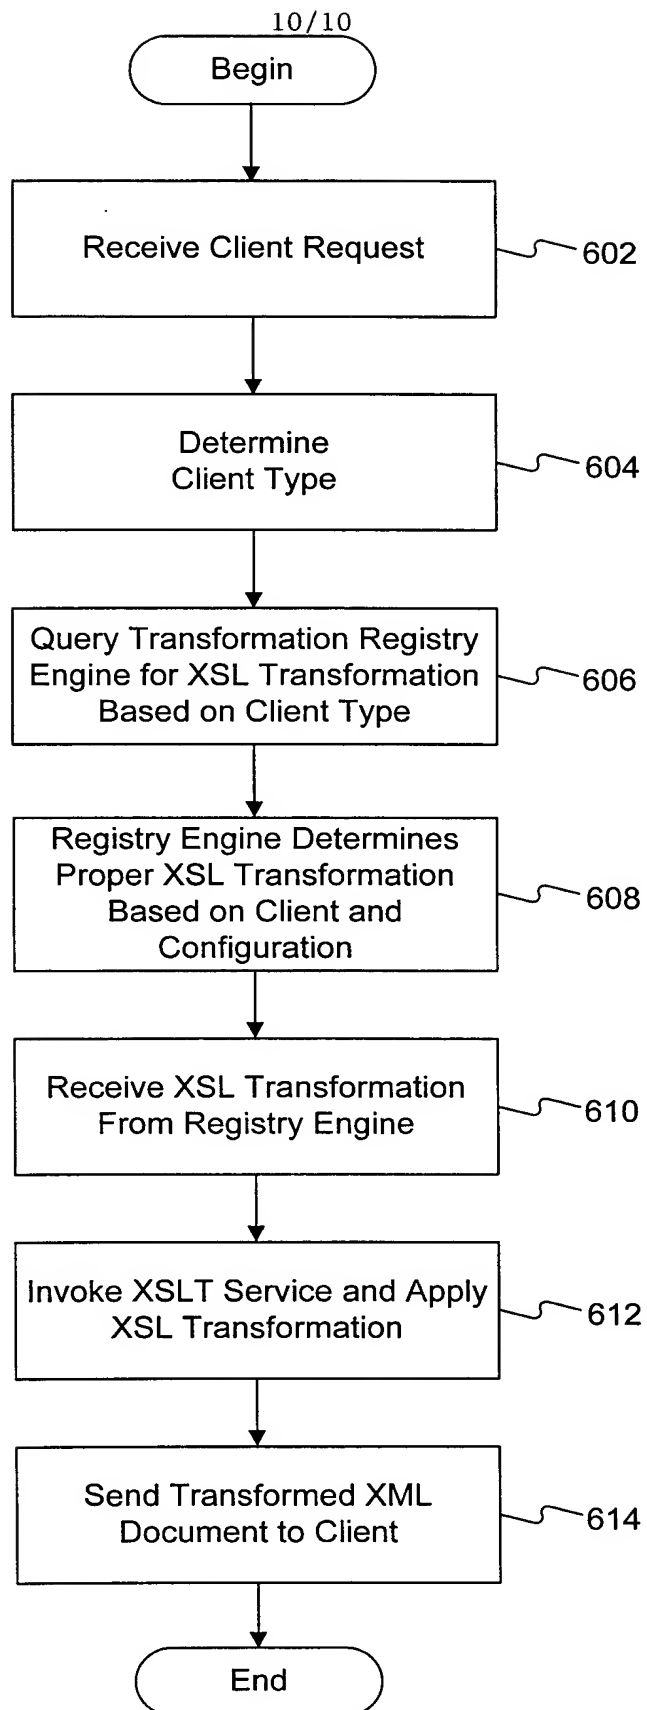 10/10
Begin
Receive Client Request
602
Determine
Client Type
604
Query Transformation Registry
Engine for XSL Transformation
Based on Client Type
606
Registry Engine Determines
Proper XSL Transformation
Based on Client and
Configuration
608
Receive XSL Transformation
From Registry Engine
610
Invoke XSLT Service and Apply
XSL Transformation
612
Send Transformed XML
Document to Client
614
End